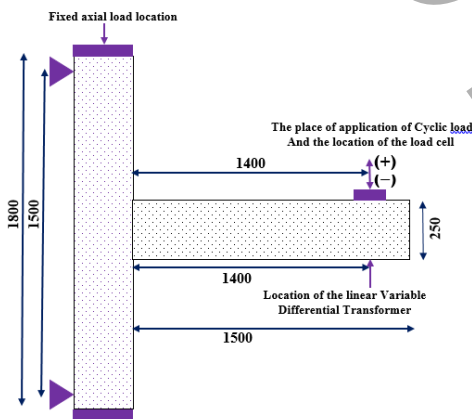 Fixed axial load location
The place of application of Cyclic load
And the location of the load cell
1400
(+)
(−)
1800
1500
250
1400
Location of the linear Variable
Differential Transformer
1500